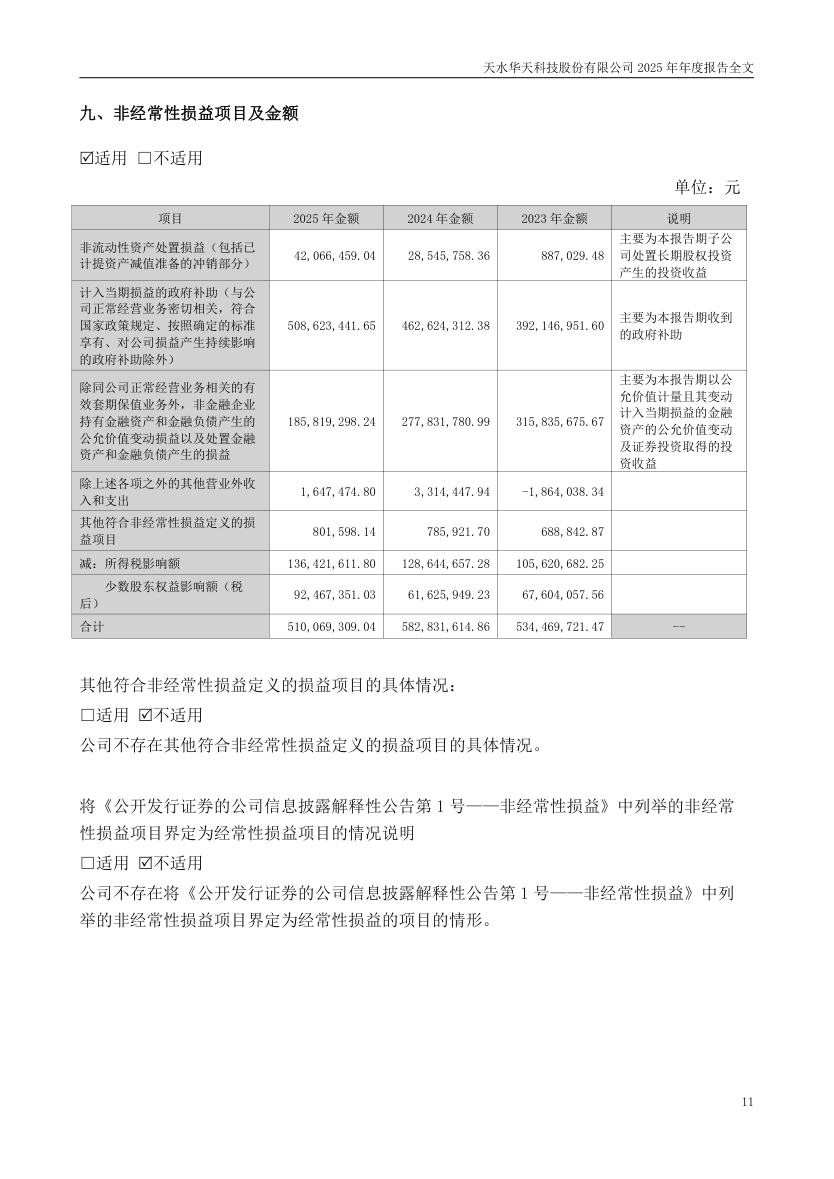 天水华天科技股份有限公司 2025 年年度报告全文
九、非经常性损益项目及金额
☑适用 □不适用
单位：元
项目 2025 年金额 2024 年金额 2023 年金额 说明
非流动性资产处置损益（包括已
计提资产减值准备的冲销部分）
42,066,459.04 28,545,758.36 887,029.48
主要为本报告期子公
司处置长期股权投资
产生的投资收益
计入当期损益的政府补助（与公
司正常经营业务密切相关，符合
国家政策规定、按照确定的标准
享有、对公司损益产生持续影响
的政府补助除外）
508,623,441.65 462,624,312.38 392,146,951.60
主要为本报告期收到
的政府补助
除同公司正常经营业务相关的有
效套期保值业务外，非金融企业
持有金融资产和金融负债产生的
公允价值变动损益以及处置金融
资产和金融负债产生的损益
185,819,298.24 277,831,780.99 315,835,675.67
主要为本报告期以公
允价值计量且其变动
计入当期损益的金融
资产的公允价值变动
及证券投资取得的投
资收益
除上述各项之外的其他营业外收
入和支出
1,647,474.80 3,314,447.94 -1,864,038.34
其他符合非经常性损益定义的损
益项目
801,598.14 785,921.70 688,842.87
减：所得税影响额 136,421,611.80 128,644,657.28 105,620,682.25
少数股东权益影响额（税
后）
92,467,351.03 61,625,949.23 67,604,057.56
合计 510,069,309.04 582,831,614.86 534,469,721.47 --
其他符合非经常性损益定义的损益项目的具体情况：
□适用 ☑不适用
公司不存在其他符合非经常性损益定义的损益项目的具体情况。
将《公开发行证券的公司信息披露解释性公告第 1 号——非经常性损益》中列举的非经常
性损益项目界定为经常性损益项目的情况说明
□适用 ☑不适用
公司不存在将《公开发行证券的公司信息披露解释性公告第 1 号——非经常性损益》中列
举的非经常性损益项目界定为经常性损益的项目的情形。
11